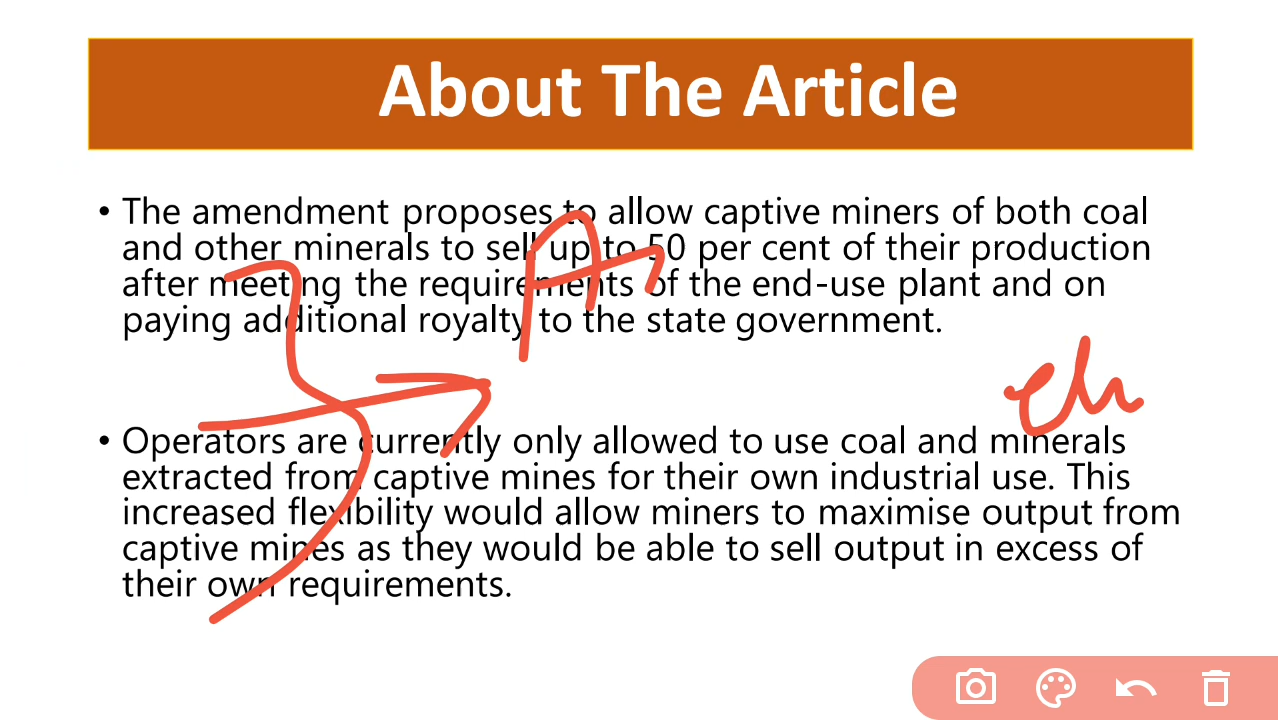 About The Article
• The amendment proposes to allow captive miners of both coal
and other minerals to sell up to 50 per cent of their production
after meeting the requirements of the end-use plant and on
paying additional royalty to the state government.
• Operators are currently only allowed to use coal and minerals
extracted from captive mines for their own industrial use. This
increased flexibility would allow miners to maximise output from
captive mines as they would be able to sell output in excess of
their own requirements.